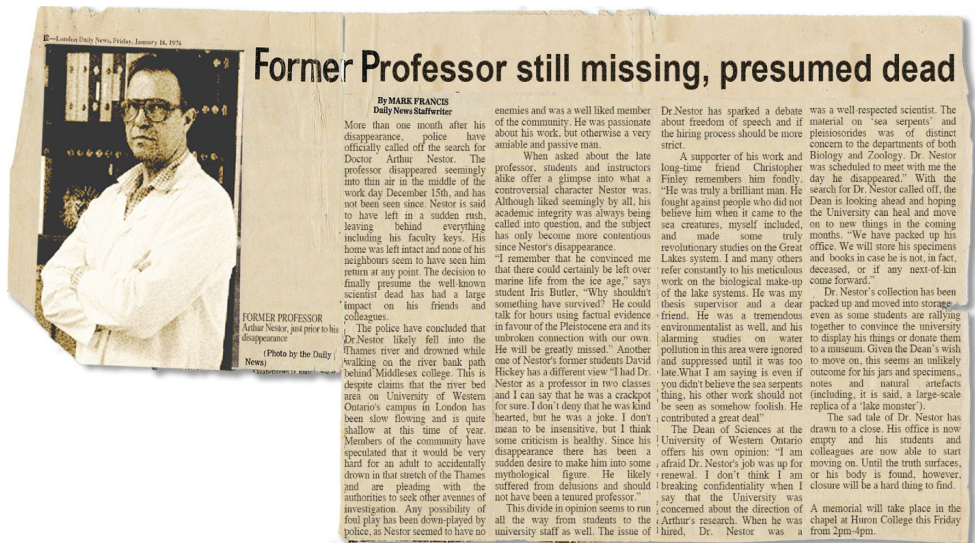 12—London Daily News, Friday, January 16, 1976
Forner Professor still missing, presumed dead
FORMER PROFESSOR
Arthur Nestor, just prior to his
disappearance
(Photo by the Daily
News)
By MARK FRANCIS
Daily News Staffwriter
More than one month after his
disappearance, police have
officially called off the search for
Doctor Arthur Nestor. The
professor disappeared seemingly
into thin air in the middle of the
work day December 15th, and has
not been seen since. Nestor is said
to have left in a sudden rush,
leaving behind everything
including his faculty keys. His
home was left intact and none of his
neighbours seem to have seen him
return at any point. The decision to
finally presume the well-known
scientist dead has had a large
impact on his friends and
colleagues.
The police have concluded that
Dr.Nestor likely fell into the
Thames river and drowned while
walking on the river bank path
behind Middlesex college. This is
despite claims that the river bed
area on University of Western
Ontario's campus in London has
been slow flowing and is quite
shallow at this time of year.
Members of the community have
speculated that it would be very
hard for an adult to accidentally
drown in that stretch of the Thames
and are pleading with the
authorities to seek other avenues of
investigation. Any possibility of
foul play has been down-played by
police, as Nestor seemed to have no
enemies and was a well liked member
of the community. He was passionate
about his work, but otherwise a very
amiable and passive man.
When asked about the late
professor, students and instructors
alike offer a glimpse into what a
controversial character Nestor was.
Although liked seemingly by all, his
academic integrity was always being
called into question, and the subject
has only become more contentious
since Nestor's disappearance.
"I remember that he convinced me
that there could certainly be left over
marine life from the ice age," says
student Iris Butler, "Why shouldn't
something have survived? He could
talk for hours using factual evidence
in favour of the Pleistocene era and its
unbroken connection with our own.
He will be greatly missed." Another
one of Nestor's former students David
Hickey has a different view "I had Dr.
Nestor as a professor in two classes
and I can say that he was a crackpot
for sure. I don't deny that he was kind
hearted, but he was a joke. I don't
mean to be insensitive, but I think
some criticism is healthy. Since his
disappearance there has been a
sudden desire to make him into some
mythological figure. He likely
suffered from delusions and should
not have been a tenured professor."
This divide in opinion seems to run
all the way from students to the
university staff as well. The issue of
Dr.Nestor has sparked a debate
about freedom of speech and if
the hiring process should be more
strict.
A supporter of his work and
long-time friend Christopher
Finley remembers him fondly.
"He was truly a brilliant man. He
fought against people who did not
believe him when it came to the
sea creatures, myself included,
and made some truly
revolutionary studies on the Great
Lakes system. I and many others
refer constantly to his meticulous
work on the biological make-up
of the lake systems. He was my
thesis supervisor and a dear
friend. He was a tremendous
environmentalist as well, and his
alarming studies on water
pollution in this area were ignored
and suppressed until it was too
late.What I am saying is even if
you didn't believe the sea serpents
thing, his other work should not
be seen as somehow foolish. He
contributed a great deal"
The Dean of Sciences at the
University of Western Ontario
offers his own opinion: "I am
afraid Dr. Nestor's job was up for
renewal. I don't think I am
breaking confidentiality when I
say that the University was
concerned about the direction of
Arthur's research. When he was
hired, Dr. Nestor was a
was a well-respected scientist. The
material on 'sea serpents' and
pleisiosorides was of distinct
concern to the departments of both
Biology and Zoology. Dr. Nestor
was scheduled to meet with me the
day he disappeared." With the
search for Dr. Nestor called off, the
Dean is looking ahead and hoping
the University can heal and move
on to new things in the coming
months. "We have packed up his
office. We will store his specimens
and books in case he is not, in fact,
deceased, or if any next-of-kin
come forward."
Dr. Nestor's collection has been
packed up and moved into storage
even as some students are rallying
together to convince the university
to display his things or donate them
to a museum. Given the Dean's wish
to move on, this seems an unlikely
outcome for his jars and specimens,,
notes and natural artefacts
(including, it is said, a large-scale
replica of a 'lake monster').
The sad tale of Dr. Nestor has
drawn to a close. His office is now
empty and his students and
colleagues are now able to start
moving on. Until the truth surfaces,
or his body is found, however,
closure will be a hard thing to find.
A memorial will take place in the
chapel at Huron College this Friday
from 2pm-4pm.